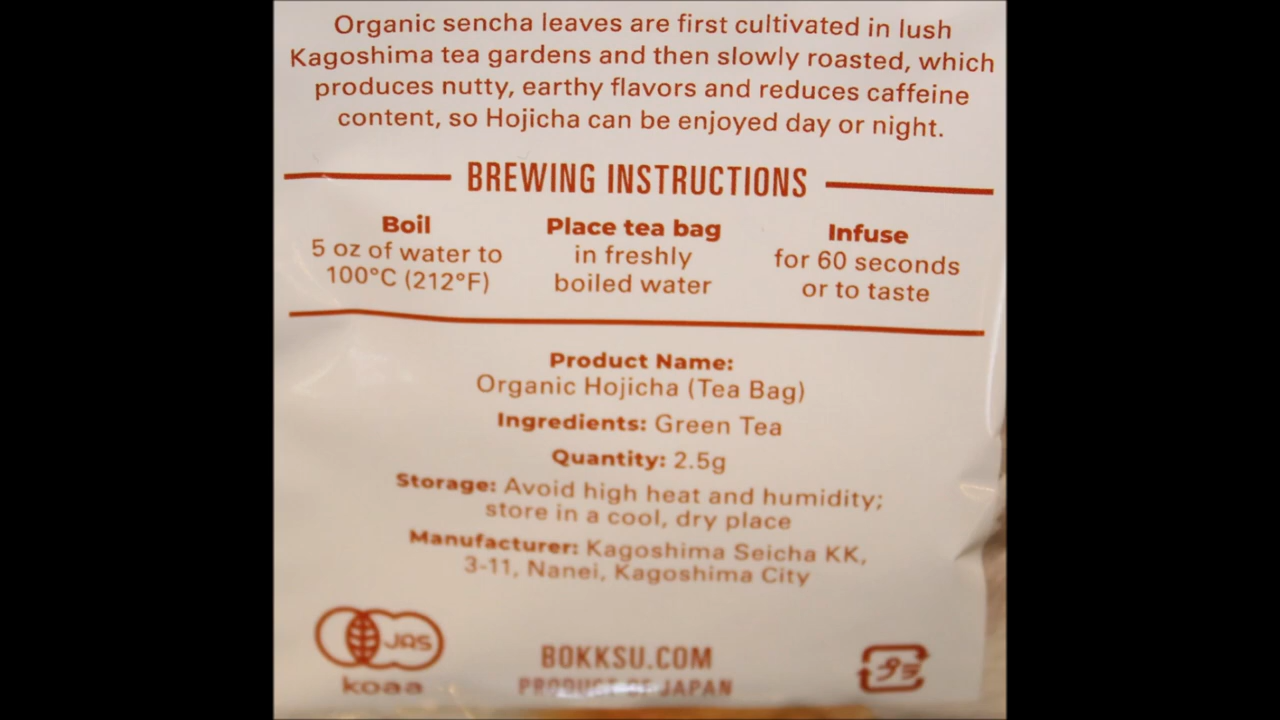 Organic sencha leaves are first cultivated in lush
Kagoshima tea gardens and then slowly roasted, which
produces nutty, earthy flavors and reduces caffeine
content, so Hojicha can be enjoyed day or night.
BREWING INSTRUCTIONS
Boil
5 oz of water to
100°C (212°F)
Place tea bag
in freshly
boiled water
Infuse
for 60 seconds
or to taste
Product Name:
Organic Hojicha (Tea Bag)
Ingredients: Green Tea
Quantity: 2.5g
Storage: Avoid high heat and humidity;
store in a cool, dry place
Manufacturer: Kagoshima Seicha KK,
3-11, Nanei, Kagoshima City
JAS
koaa
BOKKSU.COM
PRODUCT OF JAPAN
プラ